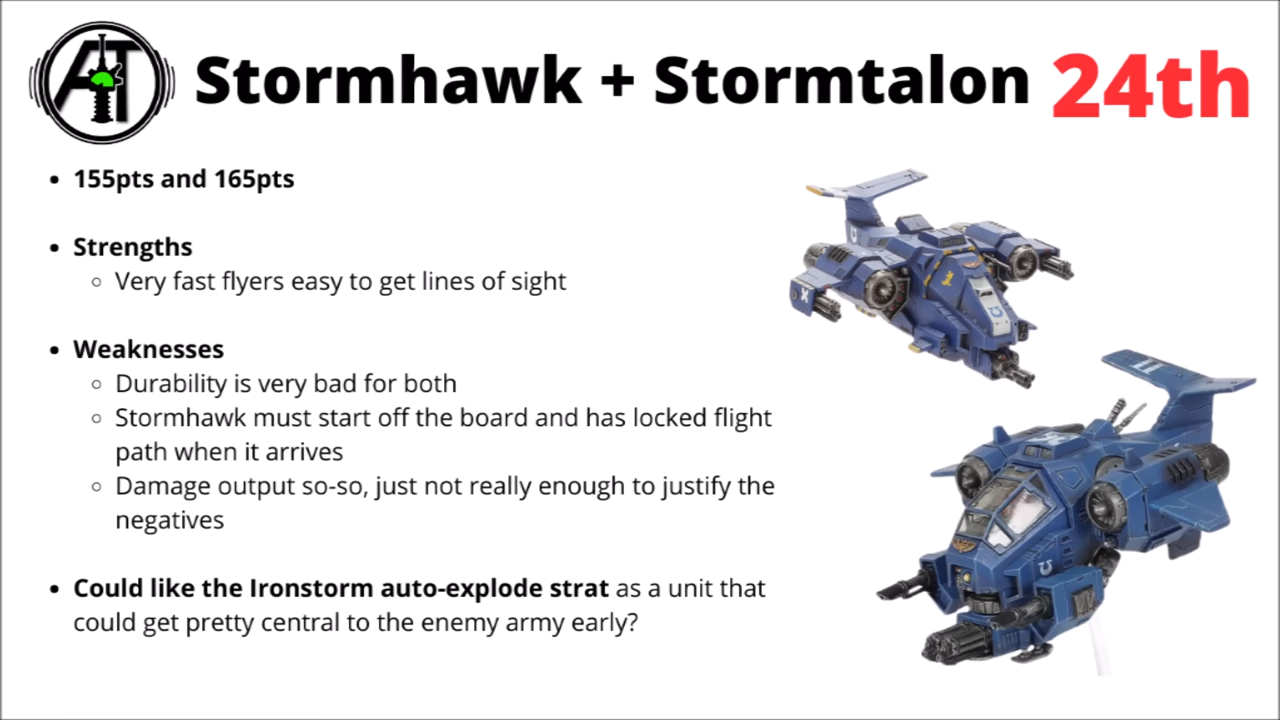 AT
Stormhawk + Stormtalon 24th
• 155pts and 165pts
• Strengths
◦ Very fast flyers easy to get lines of sight
• Weaknesses
◦ Durability is very bad for both
◦ Stormhawk must start off the board and has locked flight
path when it arrives
◦ Damage output so-so, just not really enough to justify the
negatives
• Could like the Ironstorm auto-explode strat as a unit that
could get pretty central to the enemy army early?